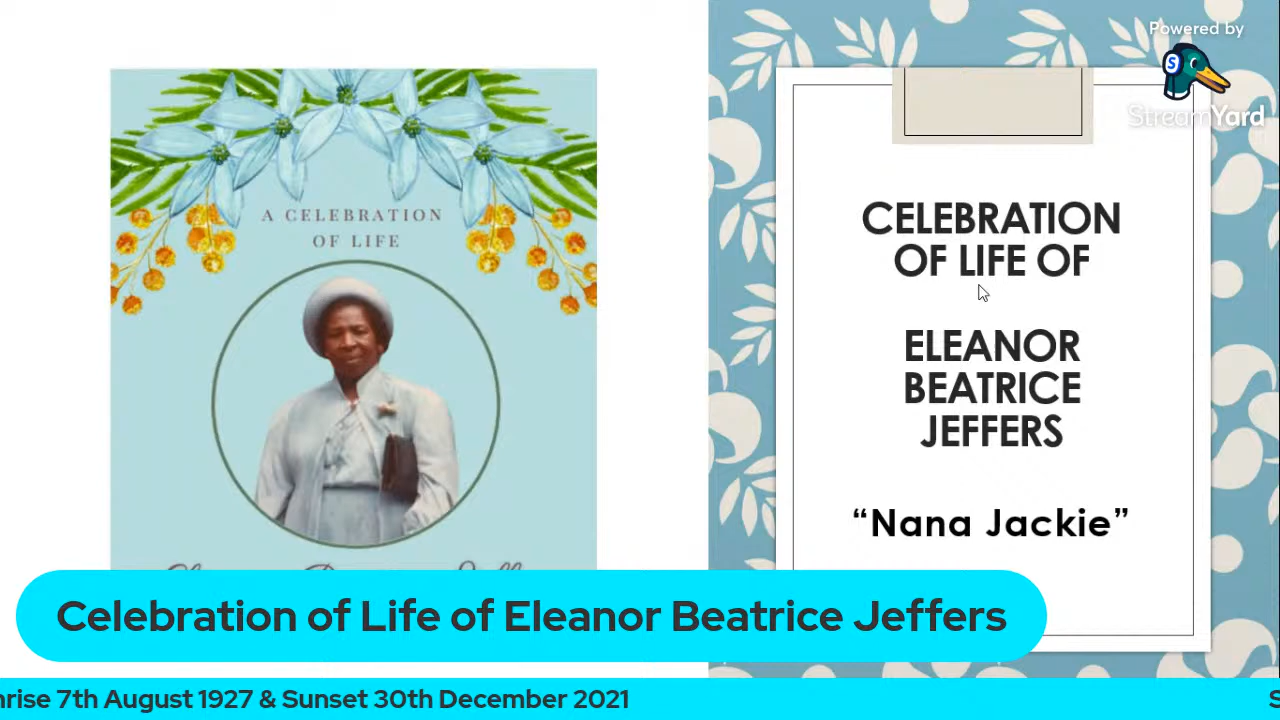 A CELEBRATION
OF LIFE
Powered by
S
StreamYard
CELEBRATION
OF LIFE OF
ELEANOR
BEATRICE
JEFFERS
“Nana Jackie”
Celebration of Life of Eleanor Beatrice Jeffers
nrise 7th August 1927 & Sunset 30th December 2021
S